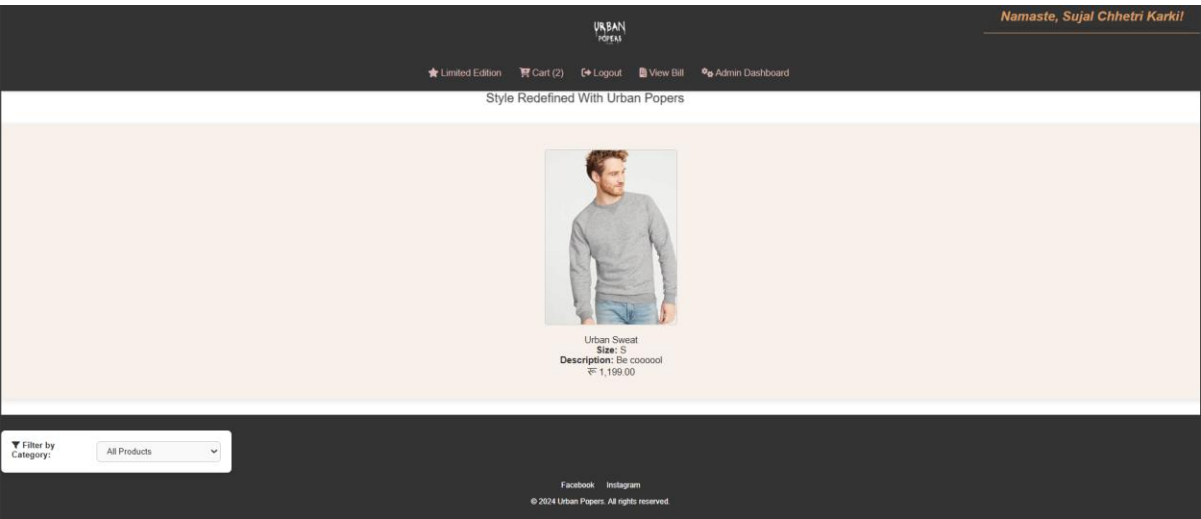 URBAN
POPERS
Namaste, Sujal Chhetri Karki!
Limited Edition Cart (2) Logout View Bill Admin Dashboard
Style Redefined With Urban Popers
Urban Sweat
Size: S
Description: Be coooool
रू 1,199.00
Filter by
Category:
All Products
Facebook Instagram
© 2024 Urban Popers. All rights reserved.